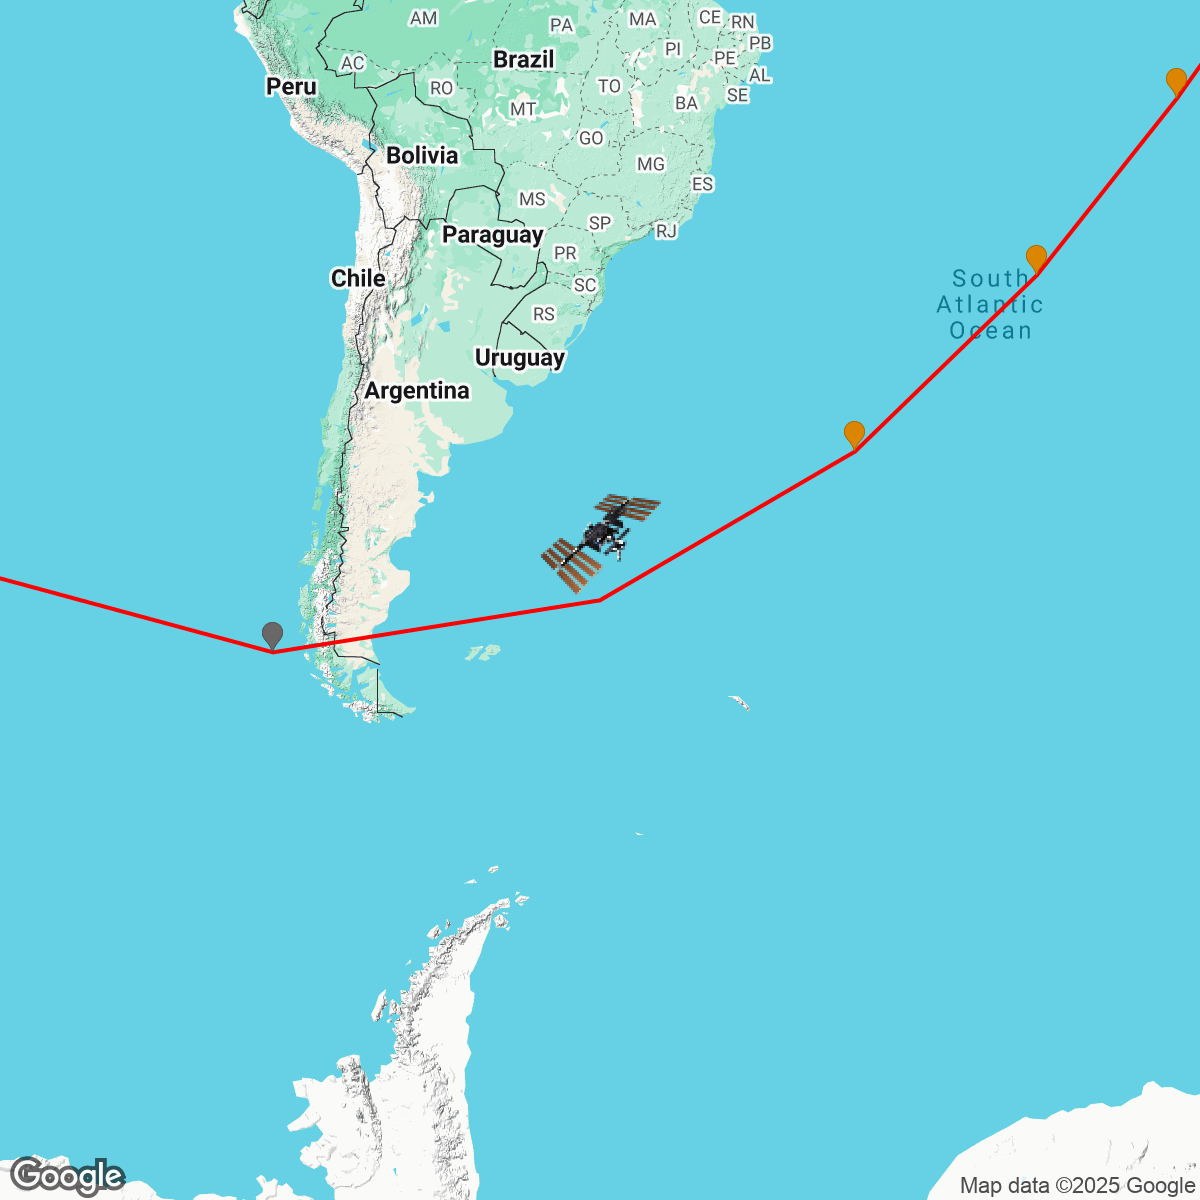 AM
PA
MA
CE
RN
PB
PI
PE
AL
Brazil
AC
RO
TO
SE
Peru
MT
BA
GO
Bolivia
MG
ES
MS
SP
RJ
Paraguay
PR
Chile
SC
South
Atlantic
Ocean
RS
Uruguay
Argentina
Google
Map data ©2025 Google